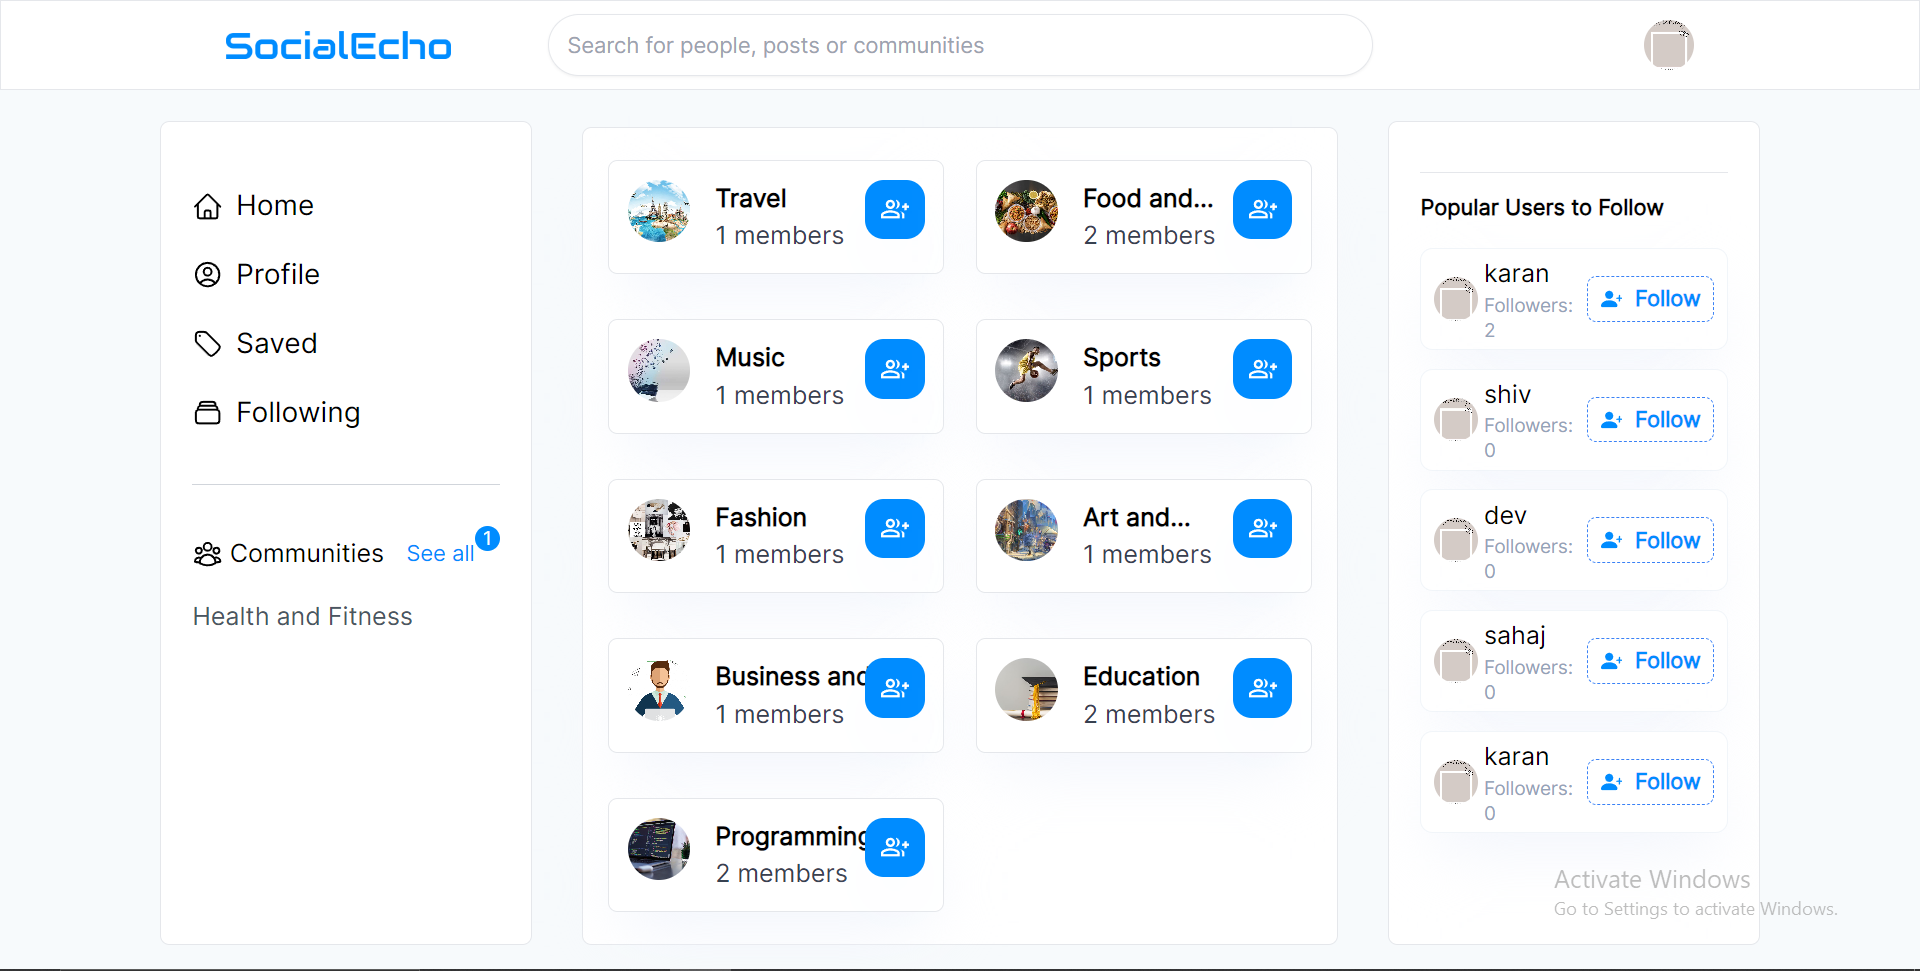 SocialEcho
Search for people, posts or communities
Home
Profile
Saved
Following
Communities
See all
1
Health and Fitness
Travel
1 members
Food and...
2 members
Music
1 members
Sports
1 members
Fashion
1 members
Art and...
1 members
Business and
1 members
Education
2 members
Programming
2 members
Popular Users to Follow
karan
Followers:
2
Follow
shiv
Followers:
0
Follow
dev
Followers:
0
Follow
sahaj
Followers:
0
Follow
karan
Followers:
0
Follow
Activate Windows
Go to Settings to activate Windows.